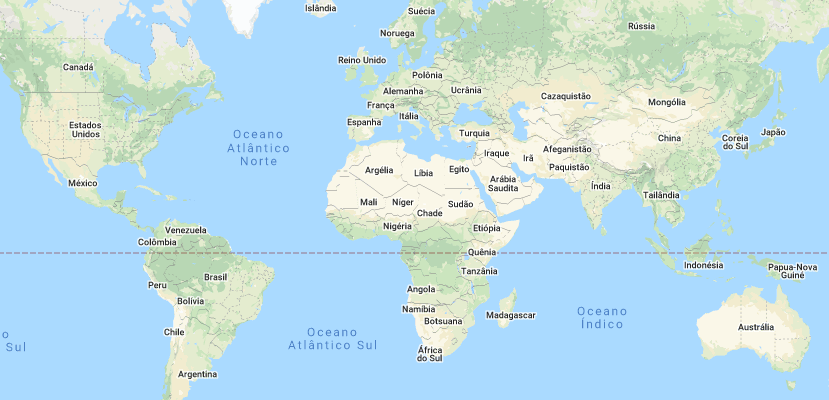 Islândia
Suécia
Rússia
Noruega
Canadá
Reino Unido
Polônia
Alemanha
Ucrânia
Cazaquistão
Mongólia
França
Itália
Espanha
Estados
Unidos
Oceano
Atlântico
Norte
Turquia
China
Coreia
do Sul
Japão
Afeganistão
Iraque
Irã
Paquistão
Argélia
Líbia
Egito
Arábia
Saudita
Índia
México
Tailândia
Mali
Níger
Chade
Sudão
Nigéria
Etiópia
Venezuela
Colômbia
Quênia
Indonésia
Papua-Nova
Guiné
Tanzânia
Brasil
Peru
Angola
Bolívia
Namíbia
Botsuana
Madagascar
Oceano
Índico
Austrália
Chile
Oceano
Atlântico Sul
o
Sul
África
do Sul
Argentina